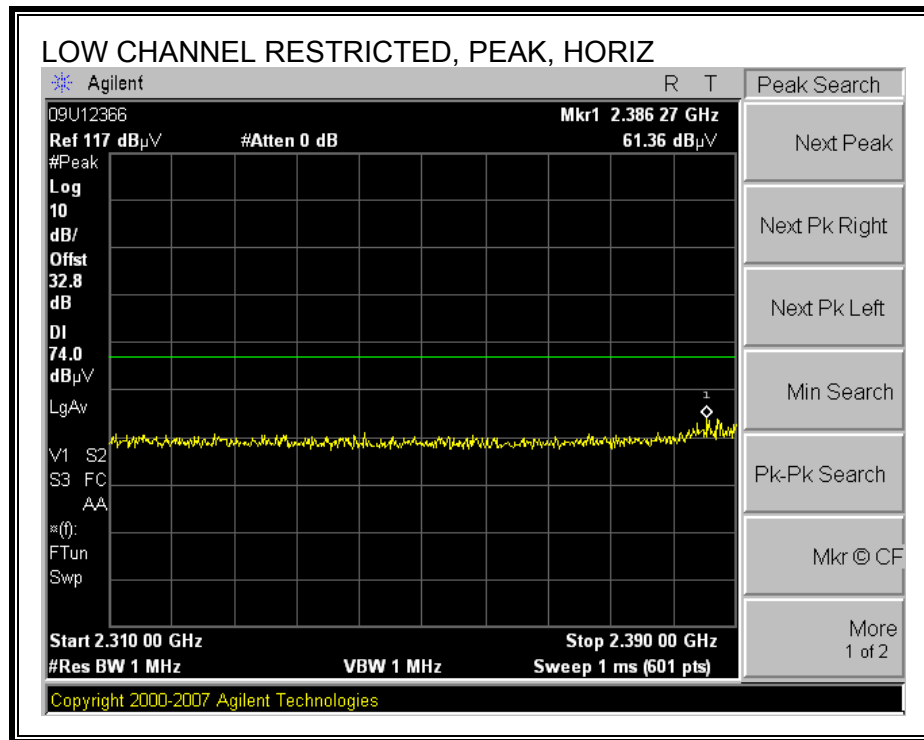 LOW CHANNEL RESTRICTED, PEAK, HORIZ
Agilent R T
Peak Search
09U12366
Mkr1 2.386 27 GHz
Ref 117 dBµV #Atten 0 dB 61.36 dBµV
#Peak
Log
10
dB/
Offst
32.8
dB
DI
74.0
dBµV
LgAv
1
V1 S2
S3 FC
AA
¤(f):
FTun
Swp
Start 2.310 00 GHz Stop 2.390 00 GHz
#Res BW 1 MHz VBW 1 MHz Sweep 1 ms (601 pts)
Next Peak
Next Pk Right
Next Pk Left
Min Search
Pk-Pk Search
Mkr © CF
More
1 of 2
Copyright 2000-2007 Agilent Technologies